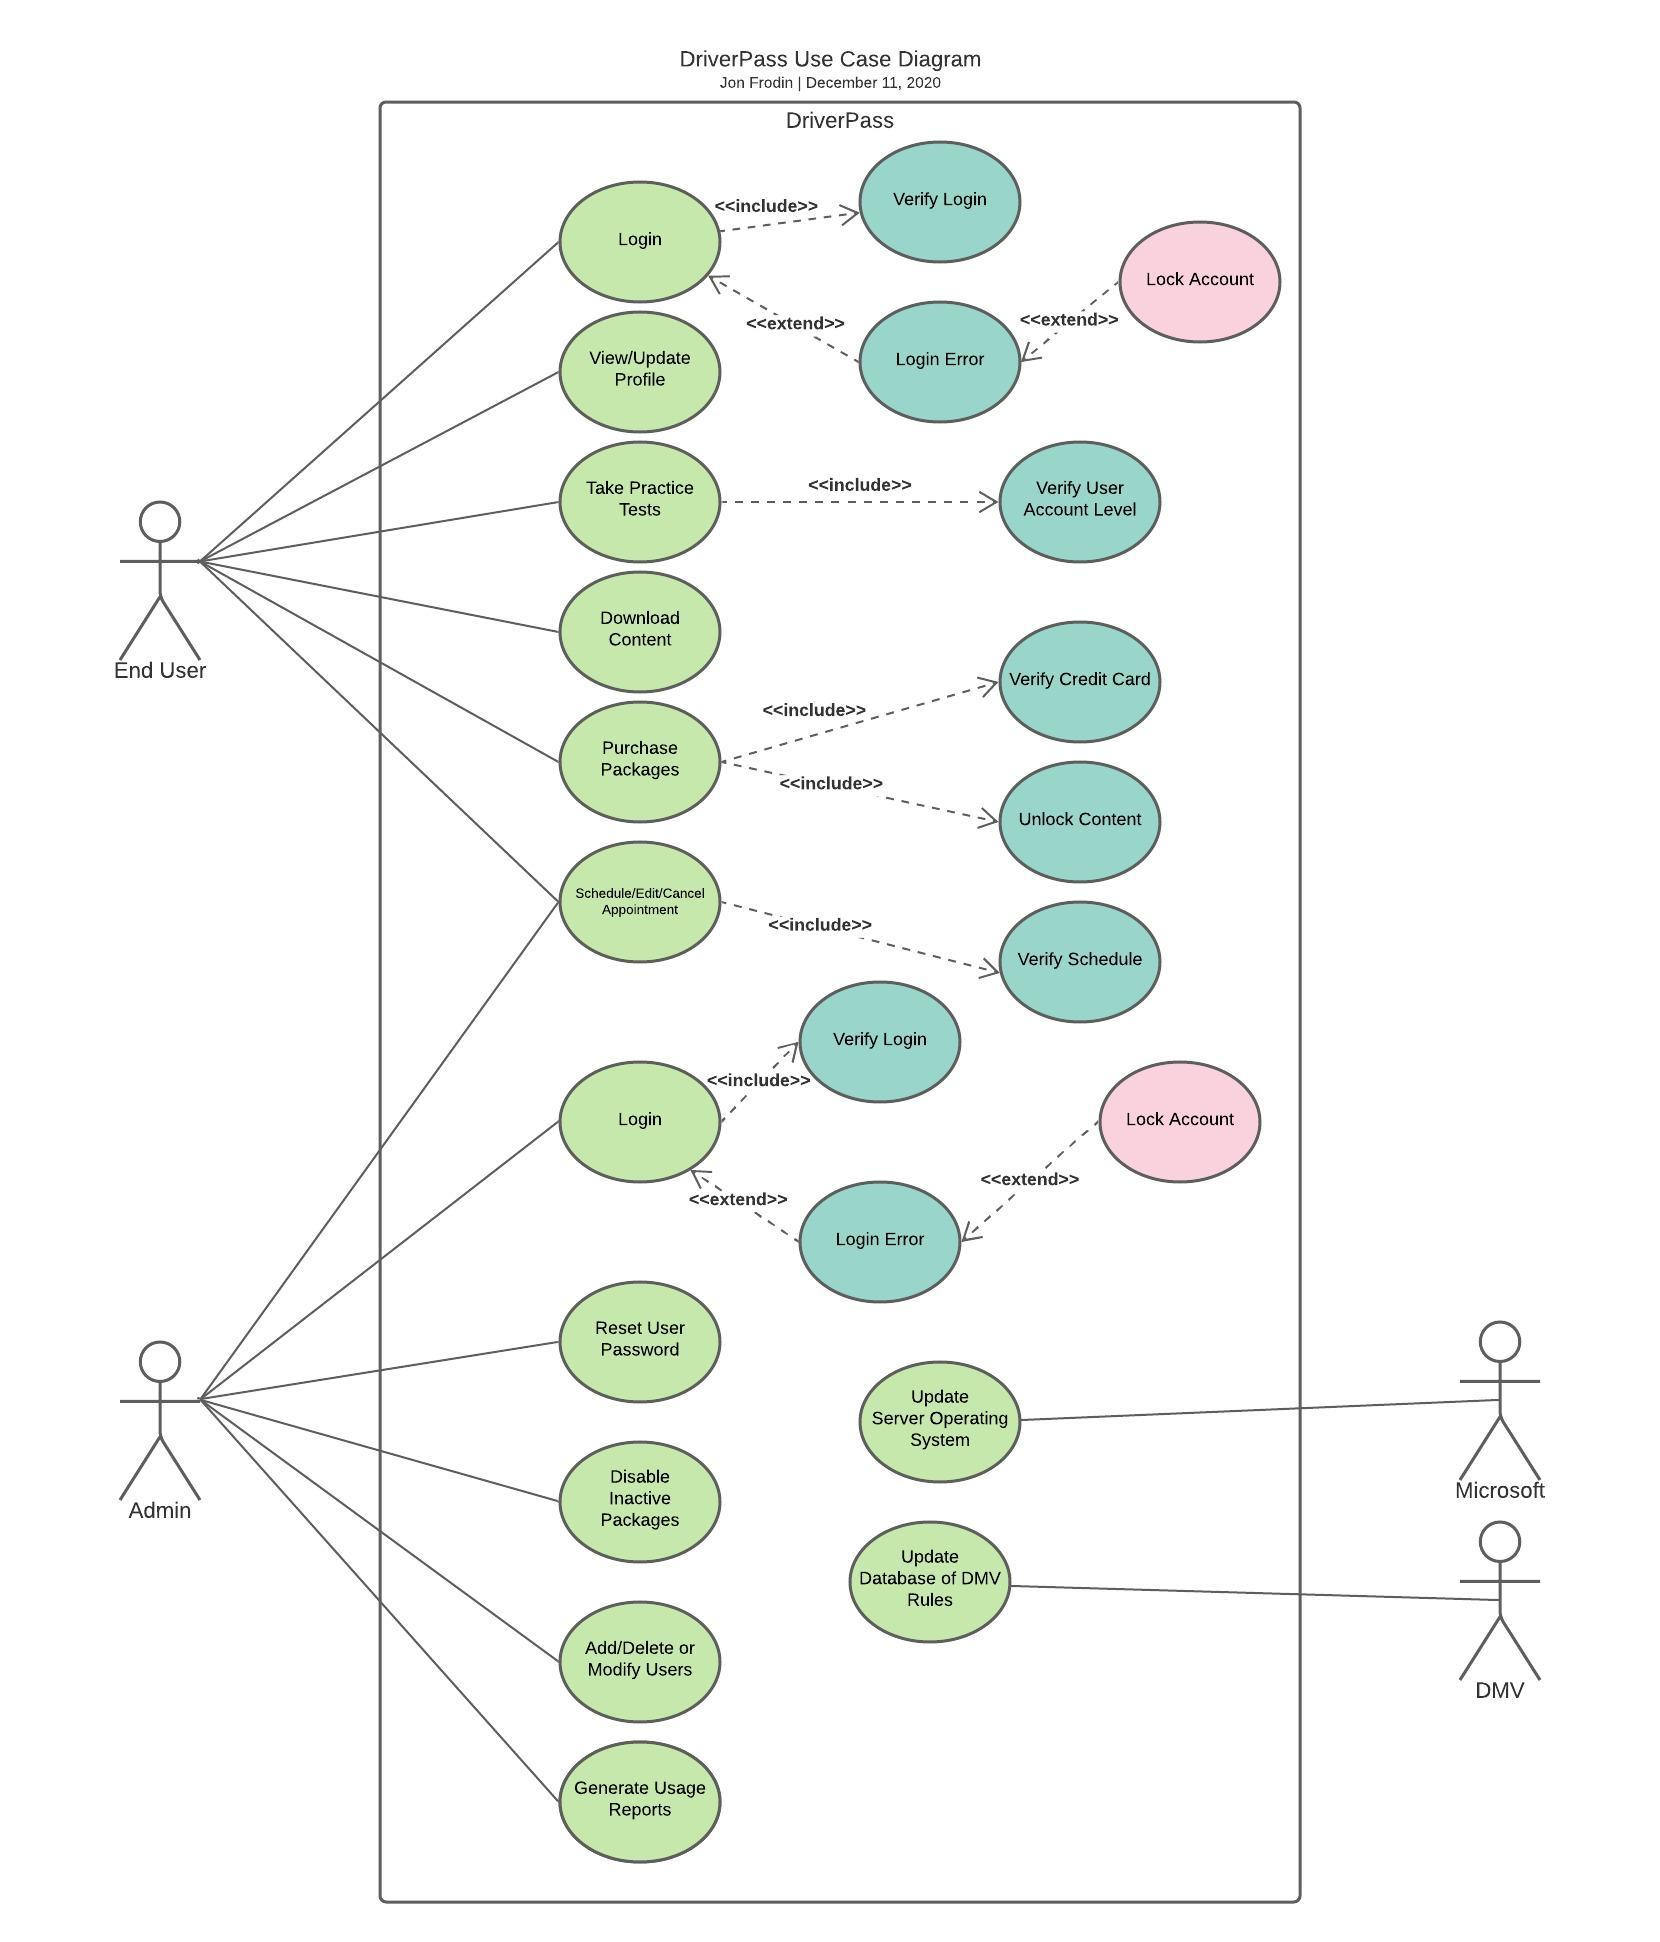 DriverPass Use Case Diagram
Jon Frodin | December 11, 2020
DriverPass
Login
<<include>>
Verify Login
<<extend>>
Login Error
<<extend>>
Lock Account
View/Update
Profile
Take Practice
Tests
<<include>>
Verify User
Account Level
End User
Download
Content
Purchase
Packages
<<include>>
Verify Credit Card
<<include>>
Unlock Content
Schedule/Edit/Cancel
Appointment
<<include>>
Verify Schedule
Login
<<include>>
Verify Login
<<extend>>
Login Error
<<extend>>
Lock Account
Reset User
Password
Admin
Disable
Inactive
Packages
Add/Delete or
Modify Users
Generate Usage
Reports
Update
Server Operating
System
Microsoft
Update
Database of DMV
Rules
DMV